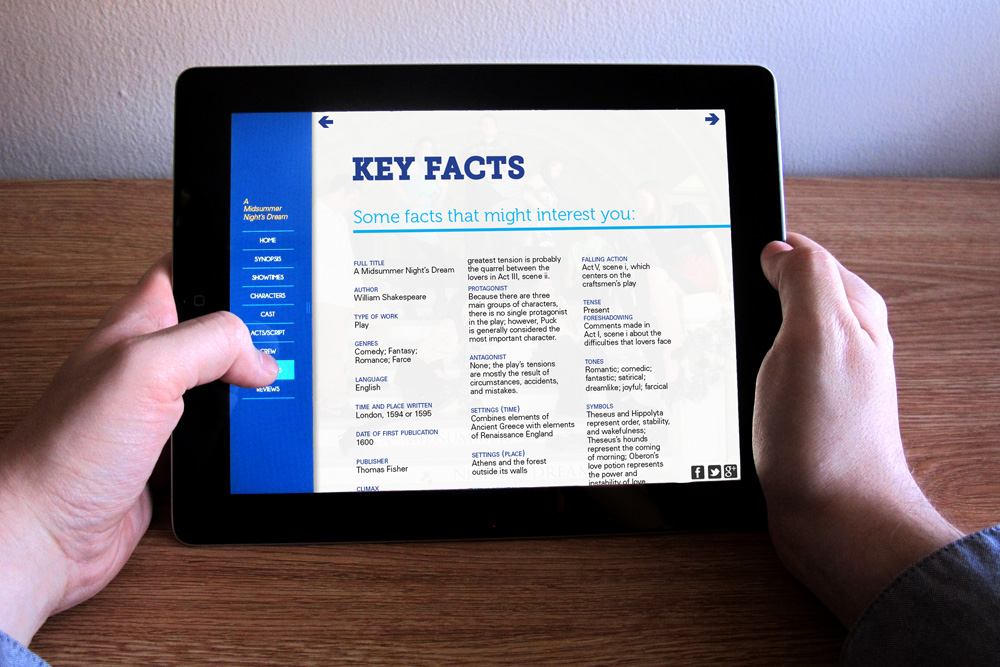 A
Midsummer
Night's Dream
HOME
SYNOPSIS
SHOWTIMES
CHARACTERS
CAST
ACTS/SCRIPT
CREW
REVIEWS
KEY FACTS
Some facts that might interest you:
FULL TITLE
A Midsummer Night's Dream
AUTHOR
William Shakespeare
TYPE OF WORK
Play
GENRES
Comedy; Fantasy;
Romance; Farce
LANGUAGE
English
TIME AND PLACE WRITTEN
London, 1594 or 1595
DATE OF FIRST PUBLICATION
1600
PUBLISHER
Thomas Fisher
CLIMAX
greatest tension is probably
the quarrel between the
lovers in Act III, scene ii.
PROTAGONIST
Because there are three
main groups of characters,
there is no single protagonist
in the play; however, Puck
is generally considered the
most important character.
ANTAGONIST
None; the play's tensions
are mostly the result of
circumstances, accidents,
and mistakes.
SETTINGS (TIME)
Combines elements of
Ancient Greece with elements
of Renaissance England
SETTINGS (PLACE)
Athens and the forest
outside its walls
FALLING ACTION
Act V, scene i, which
centers on the
craftsmen's play
TENSE
Present
FORESHADOWING
Comments made in
Act I, scene i about the
difficulties that lovers face
TONES
Romantic; comedic;
fantastic; satirical;
dreamlike; joyful; farcical
SYMBOLS
Theseus and Hippolyta
represent order, stability,
and wakefulness;
Theseus's hounds
represent the coming
of morning; Oberon's
love potion represents
the power and
instability of love